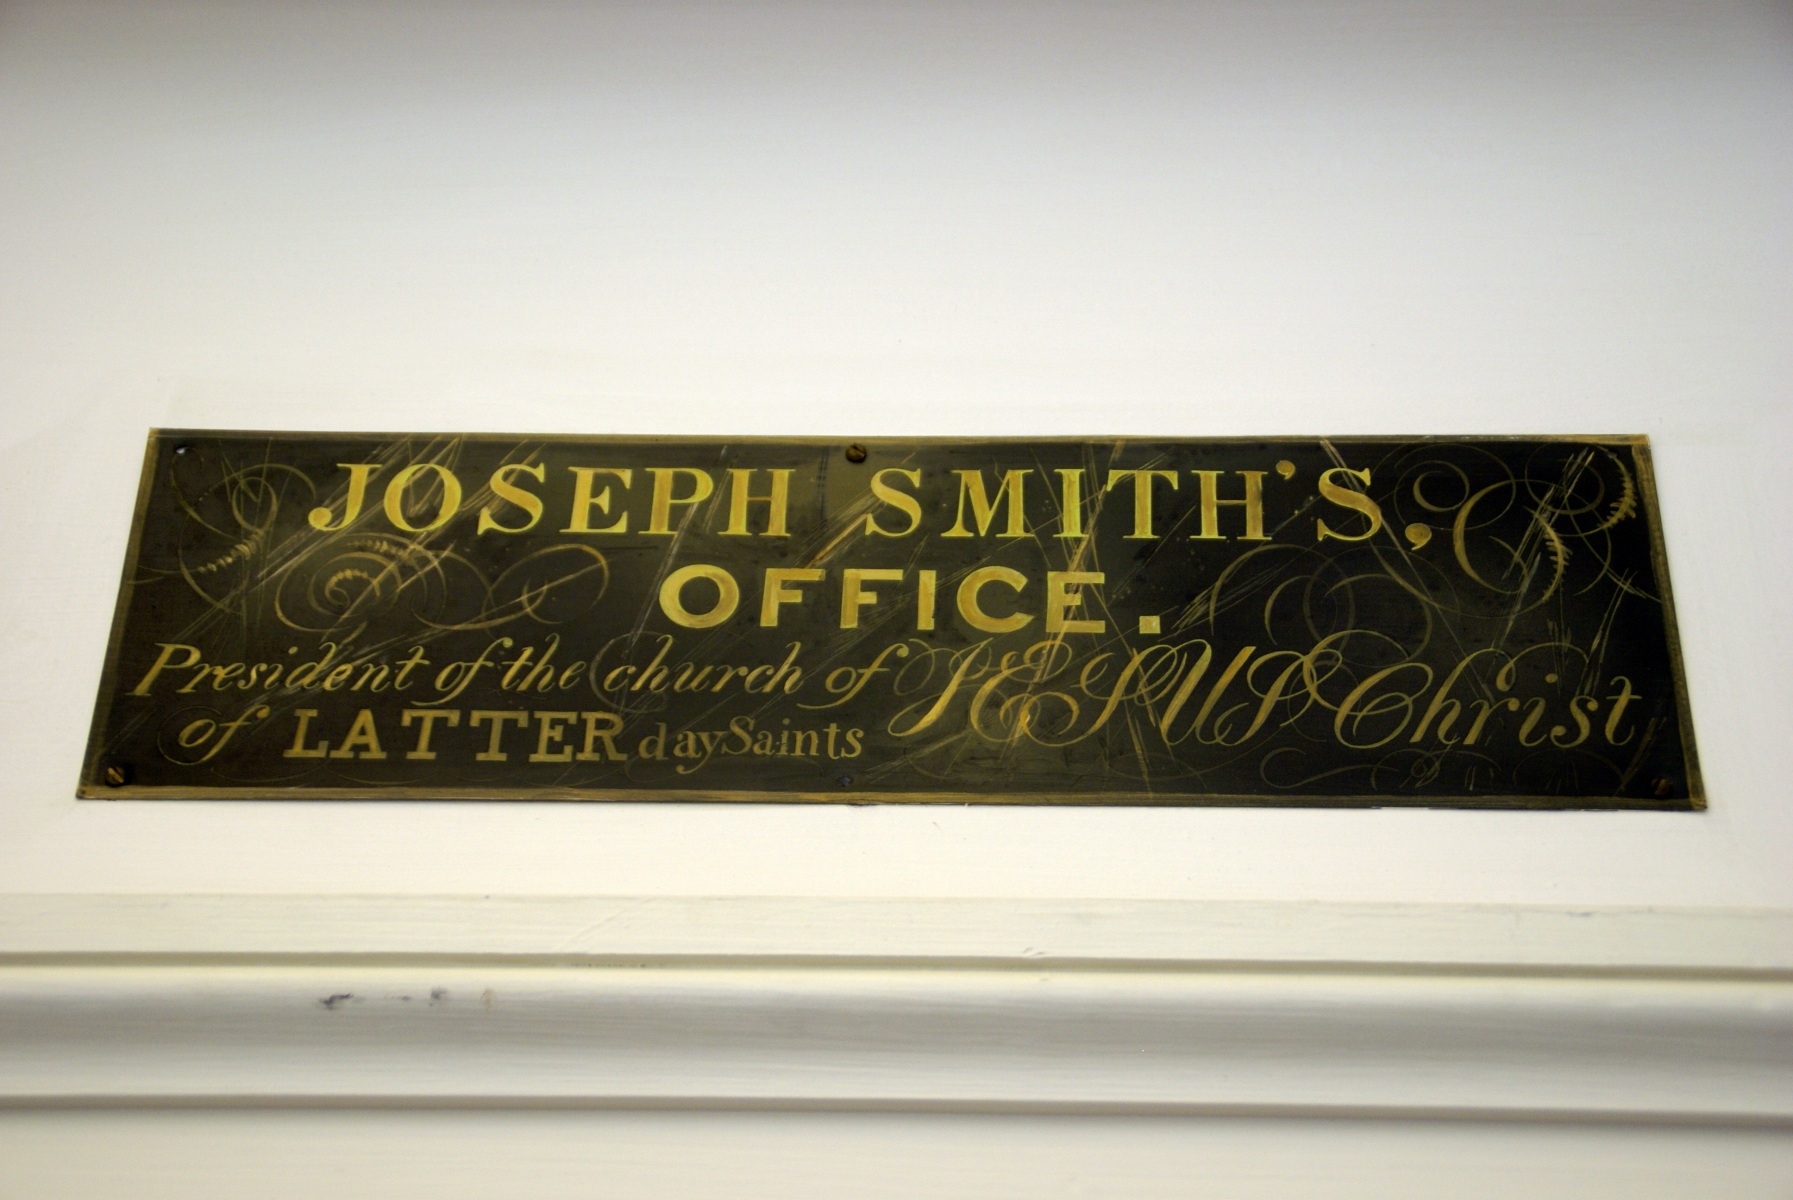 JOSEPH SMITH'S,
OFFICE.
President of the church of JESUS Christ
of LATTER day Saints